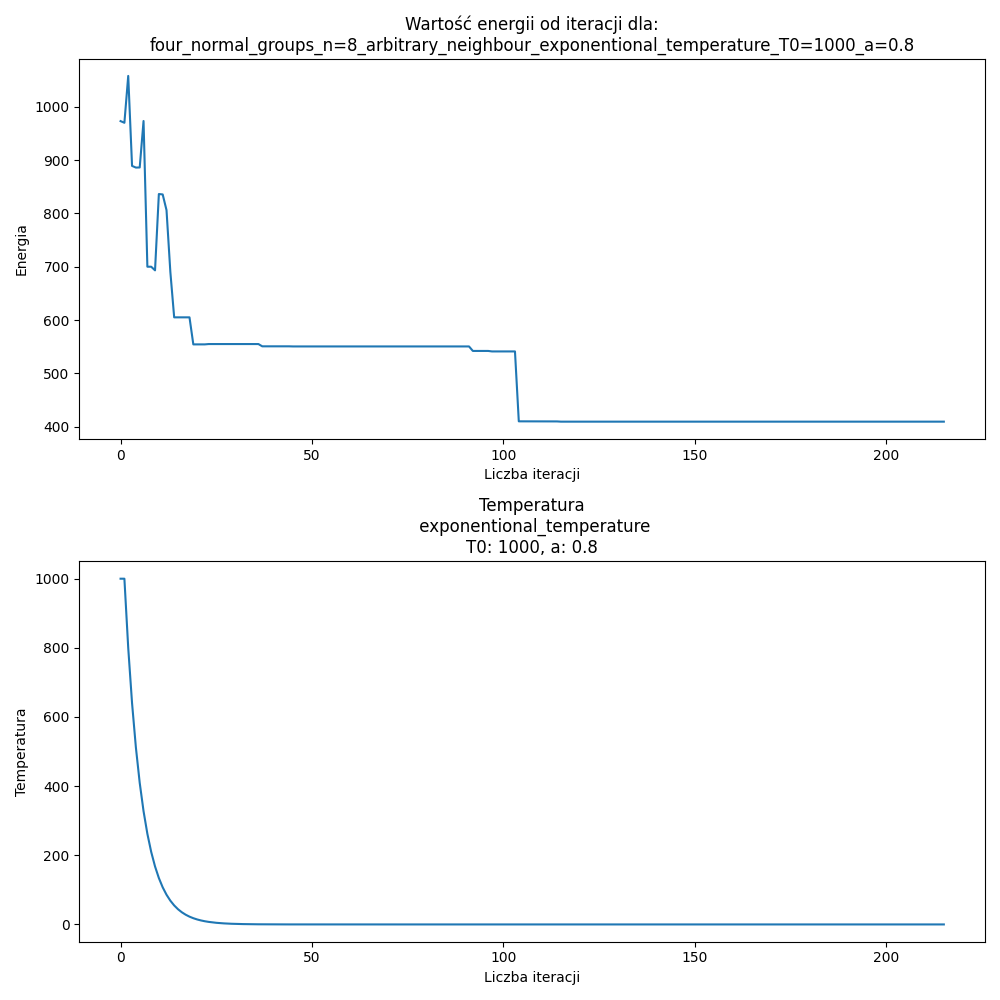 Wartość energii od iteracji dla:
four_normal_groups_n=8_arbitrary_neighbour_exponentional_temperature_T0=1000_a=0.8
1000
900
800
700
600
500
400
Energia
0 50 100 150 200
Liczba iteracji
Temperatura
exponentional_temperature
T0: 1000, a: 0.8
1000
800
600
400
200
0
Temperatura
0 50 100 150 200
Liczba iteracji